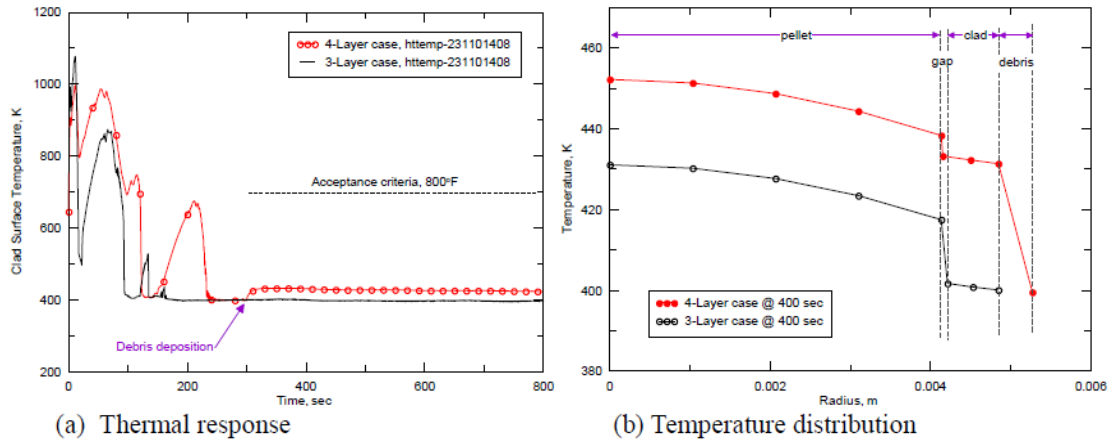 4-Layer case, httemp-231101408
3-Layer case, httemp-231101408
Acceptance criteria, 800°F
Debris deposition
Clad Surface Temperature, K
1200
1000
800
600
400
200
0
200
400
600
800
Time, sec
(a) Thermal response
pellet
clad
gap
debris
4-Layer case @ 400 sec
3-Layer case @ 400 sec
Temperature, K
460
440
420
400
380
0
0.002
0.004
0.006
Radius, m
(b) Temperature distribution